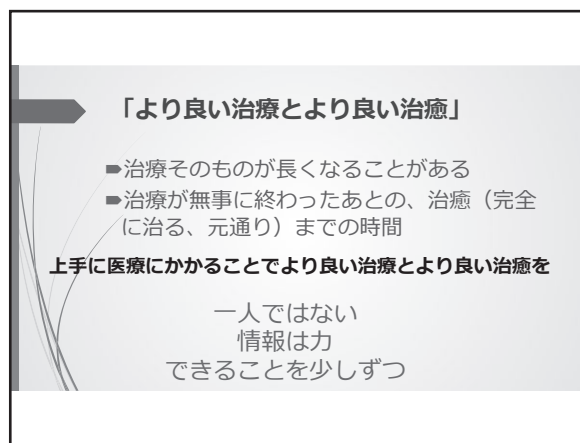 「より良い治療とより良い治癒」
➡治療そのものが長くなることがある
➡治療が無事に終わったあとの、治癒（完全
に治る、元通り）までの時間
上手に医療にかかることでより良い治療とより良い治癒を
一人ではない
情報は力
できることを少しずつ